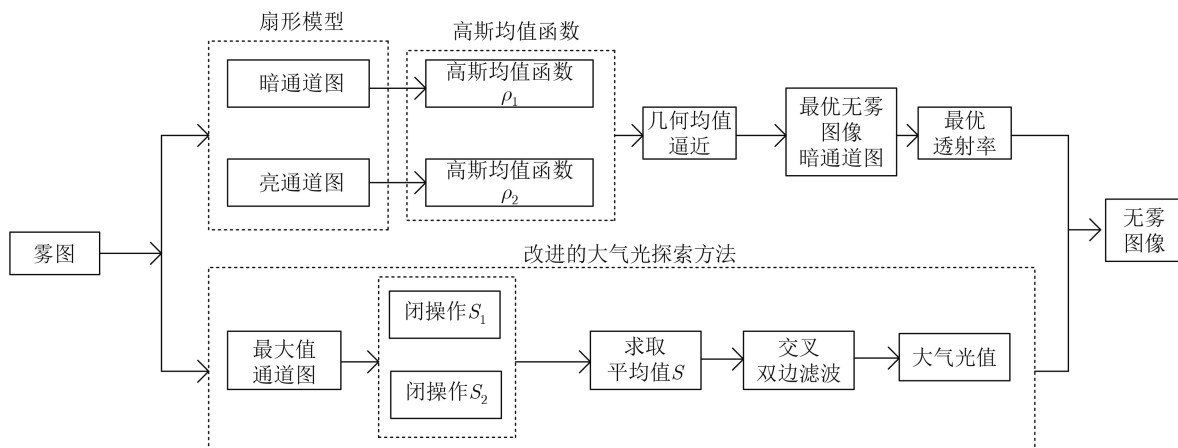 扇形模型
高斯均值函数
暗通道图
高斯均值函数
ρ₁
亮通道图
高斯均值函数
ρ₂
几何均值
逼近
最优无雾
图像
暗通道图
最优
透射率
雾图
无雾
图像
改进的大气光探索方法
最大值
通道图
闭操作S₁
闭操作S₂
求取
平均值S
交叉
双边滤波
大气光值